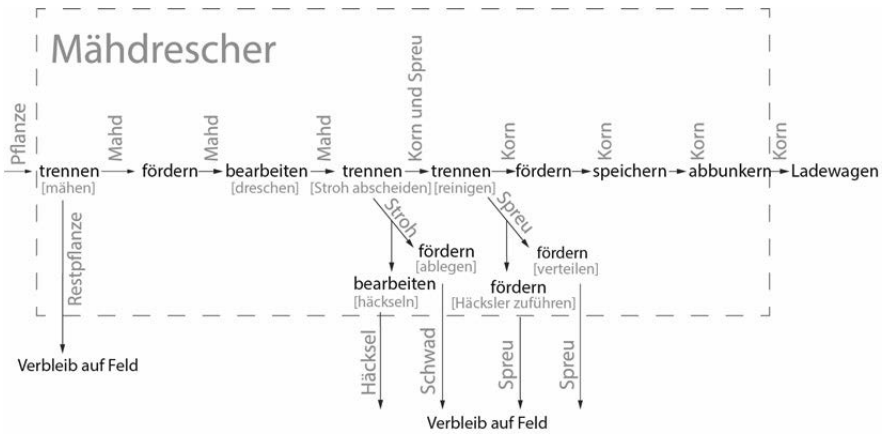 Mähdrescher
Pflanze
Mahd
Mahd
Mahd
Korn und Spreu
Korn
Korn
Korn
Korn
trennen
fördern
bearbeiten
trennen
trennen
fördern
speichern
abbunkern
Ladewagen
[mähen]
[dreschen]
[Stroh abscheiden]
[reinigen]
Stroh
Spreu
Restpflanze
fördern
[ablegen]
fördern
[verteilen]
bearbeiten
[häckseln]
fördern
[Häcksler zuführen]
Häcksel
Schwad
Spreu
Spreu
Verbleib auf Feld
Verbleib auf Feld